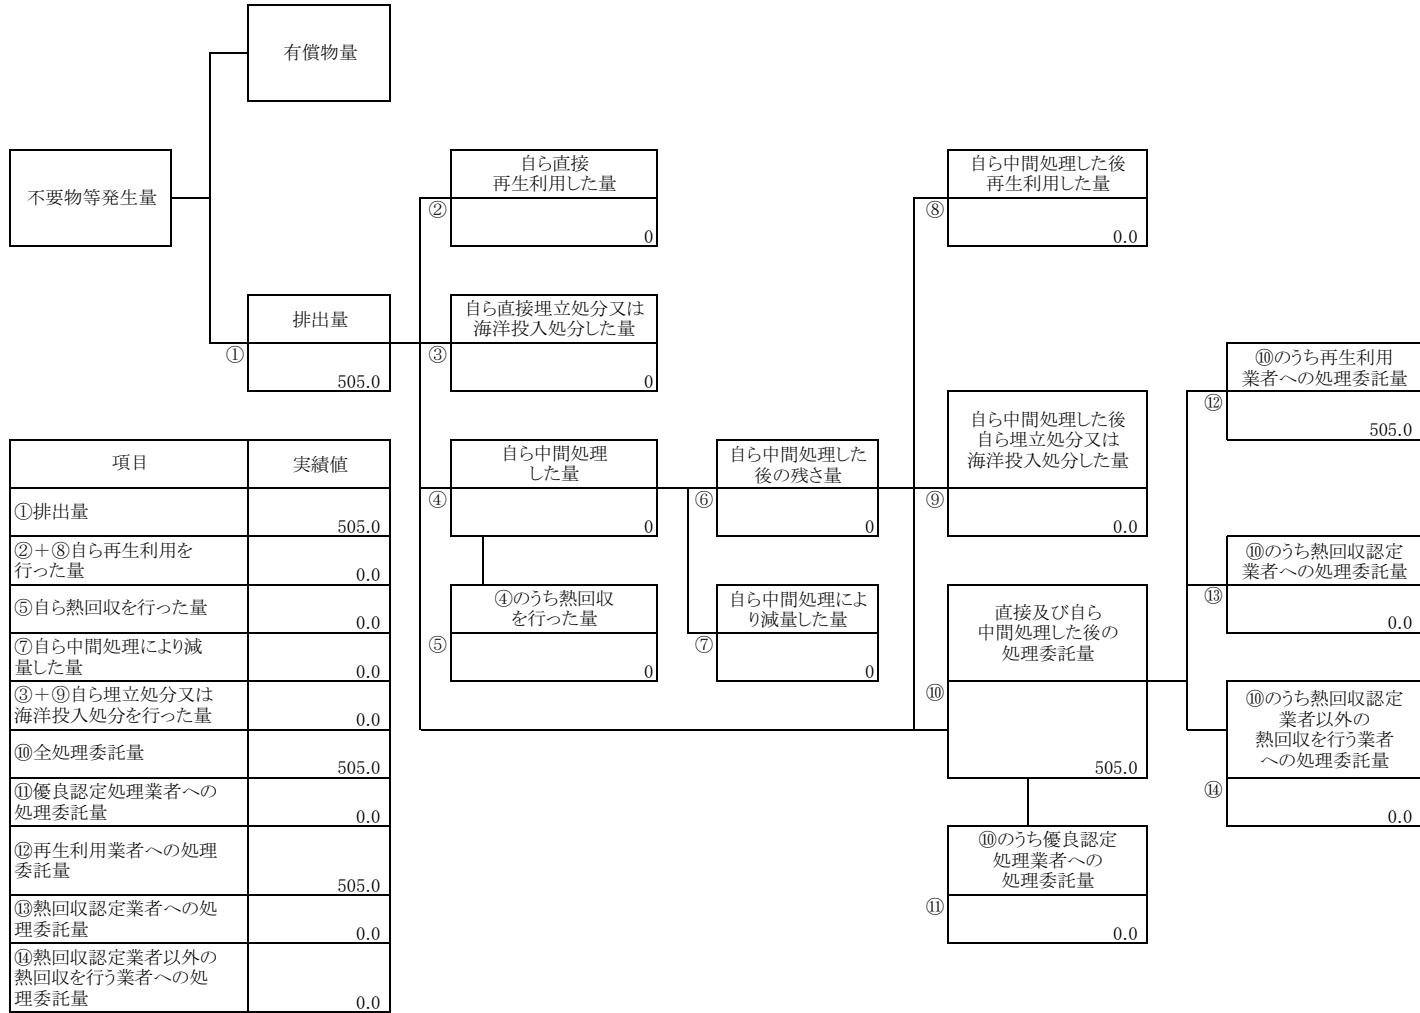 有償物量
不要物等発生量
自ら直接
再生利用した量
②
0
自ら中間処理した後
再生利用した量
⑧
0.0
排出量
①
505.0
自ら直接埋立処分又は
海洋投入処分した量
③
0
⑩のうち再生利用
業者への処理委託量
⑫
505.0
自ら中間処理
した量
④
0
自ら中間処理した
後の残さ量
⑥
0
自ら中間処理した後
自ら埋立処分又は
海洋投入処分した量
⑨
0.0
⑩のうち熱回収認定
業者への処理委託量
⑬
0.0
④のうち熱回収
を行った量
⑤
0
自ら中間処理によ
り減量した量
⑦
0
直接及び自ら
中間処理した後の
処理委託量
⑩
505.0
⑩のうち熱回収認定
業者以外の
熱回収を行う業者
への処理委託量
⑭
0.0
⑩のうち優良認定
処理業者への
処理委託量
⑪
0.0
項目
実績値
①排出量
505.0
②+⑧自ら再生利用を
行った量
0.0
⑤自ら熱回収を行った量
0.0
⑦自ら中間処理により減
量した量
0.0
③+⑨自ら埋立処分又は
海洋投入処分を行った量
0.0
⑩全処理委託量
505.0
⑪優良認定処理業者への
処理委託量
0.0
⑫再生利用業者への処理
委託量
505.0
⑬熱回収認定業者への処
理委託量
0.0
⑭熱回収認定業者以外の
熱回収を行う業者への処
理委託量
0.0